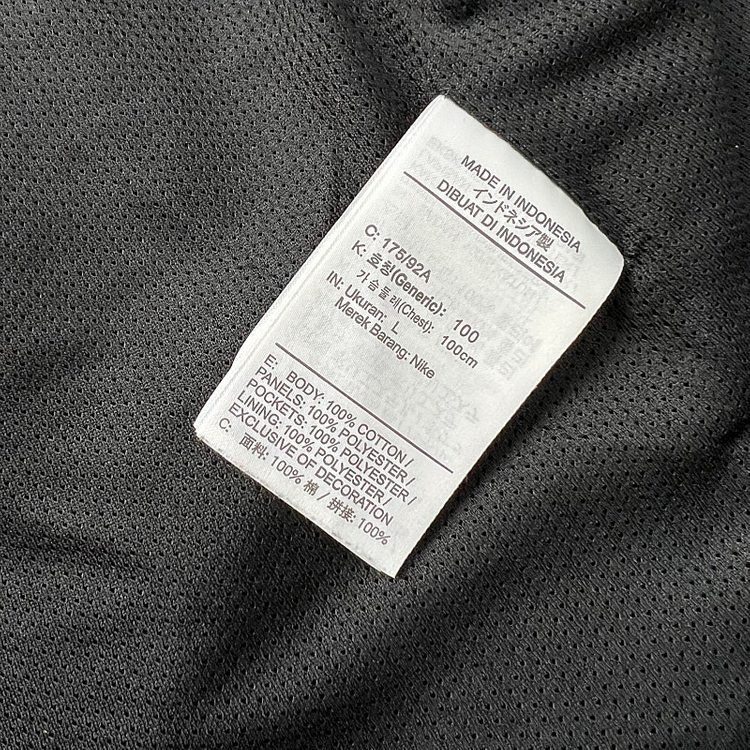 MADE IN INDONESIA
インドネシア製
DIBUAT DI INDONESIA
C: 175/92A
K: 호칭(Generic): 100
가슴둘레(Chest): 100cm
IN: Ukuran: L
Merek Barang: Nike
E: BODY: 100% COTTON /
PANELS: 100% POLYESTER /
POCKETS: 100% POLYESTER /
LINING: 100% POLYESTER /
EXCLUSIVE OF DECORATION
C: 面料: 100% 棉 / 拼接: 100%